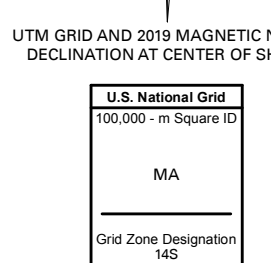 UTM GRID AND 2019 MAGNETIC
DECLINATION AT CENTER OF
U.S. National Grid
100,000 - m Square ID
MA
Grid Zone Designation
14S